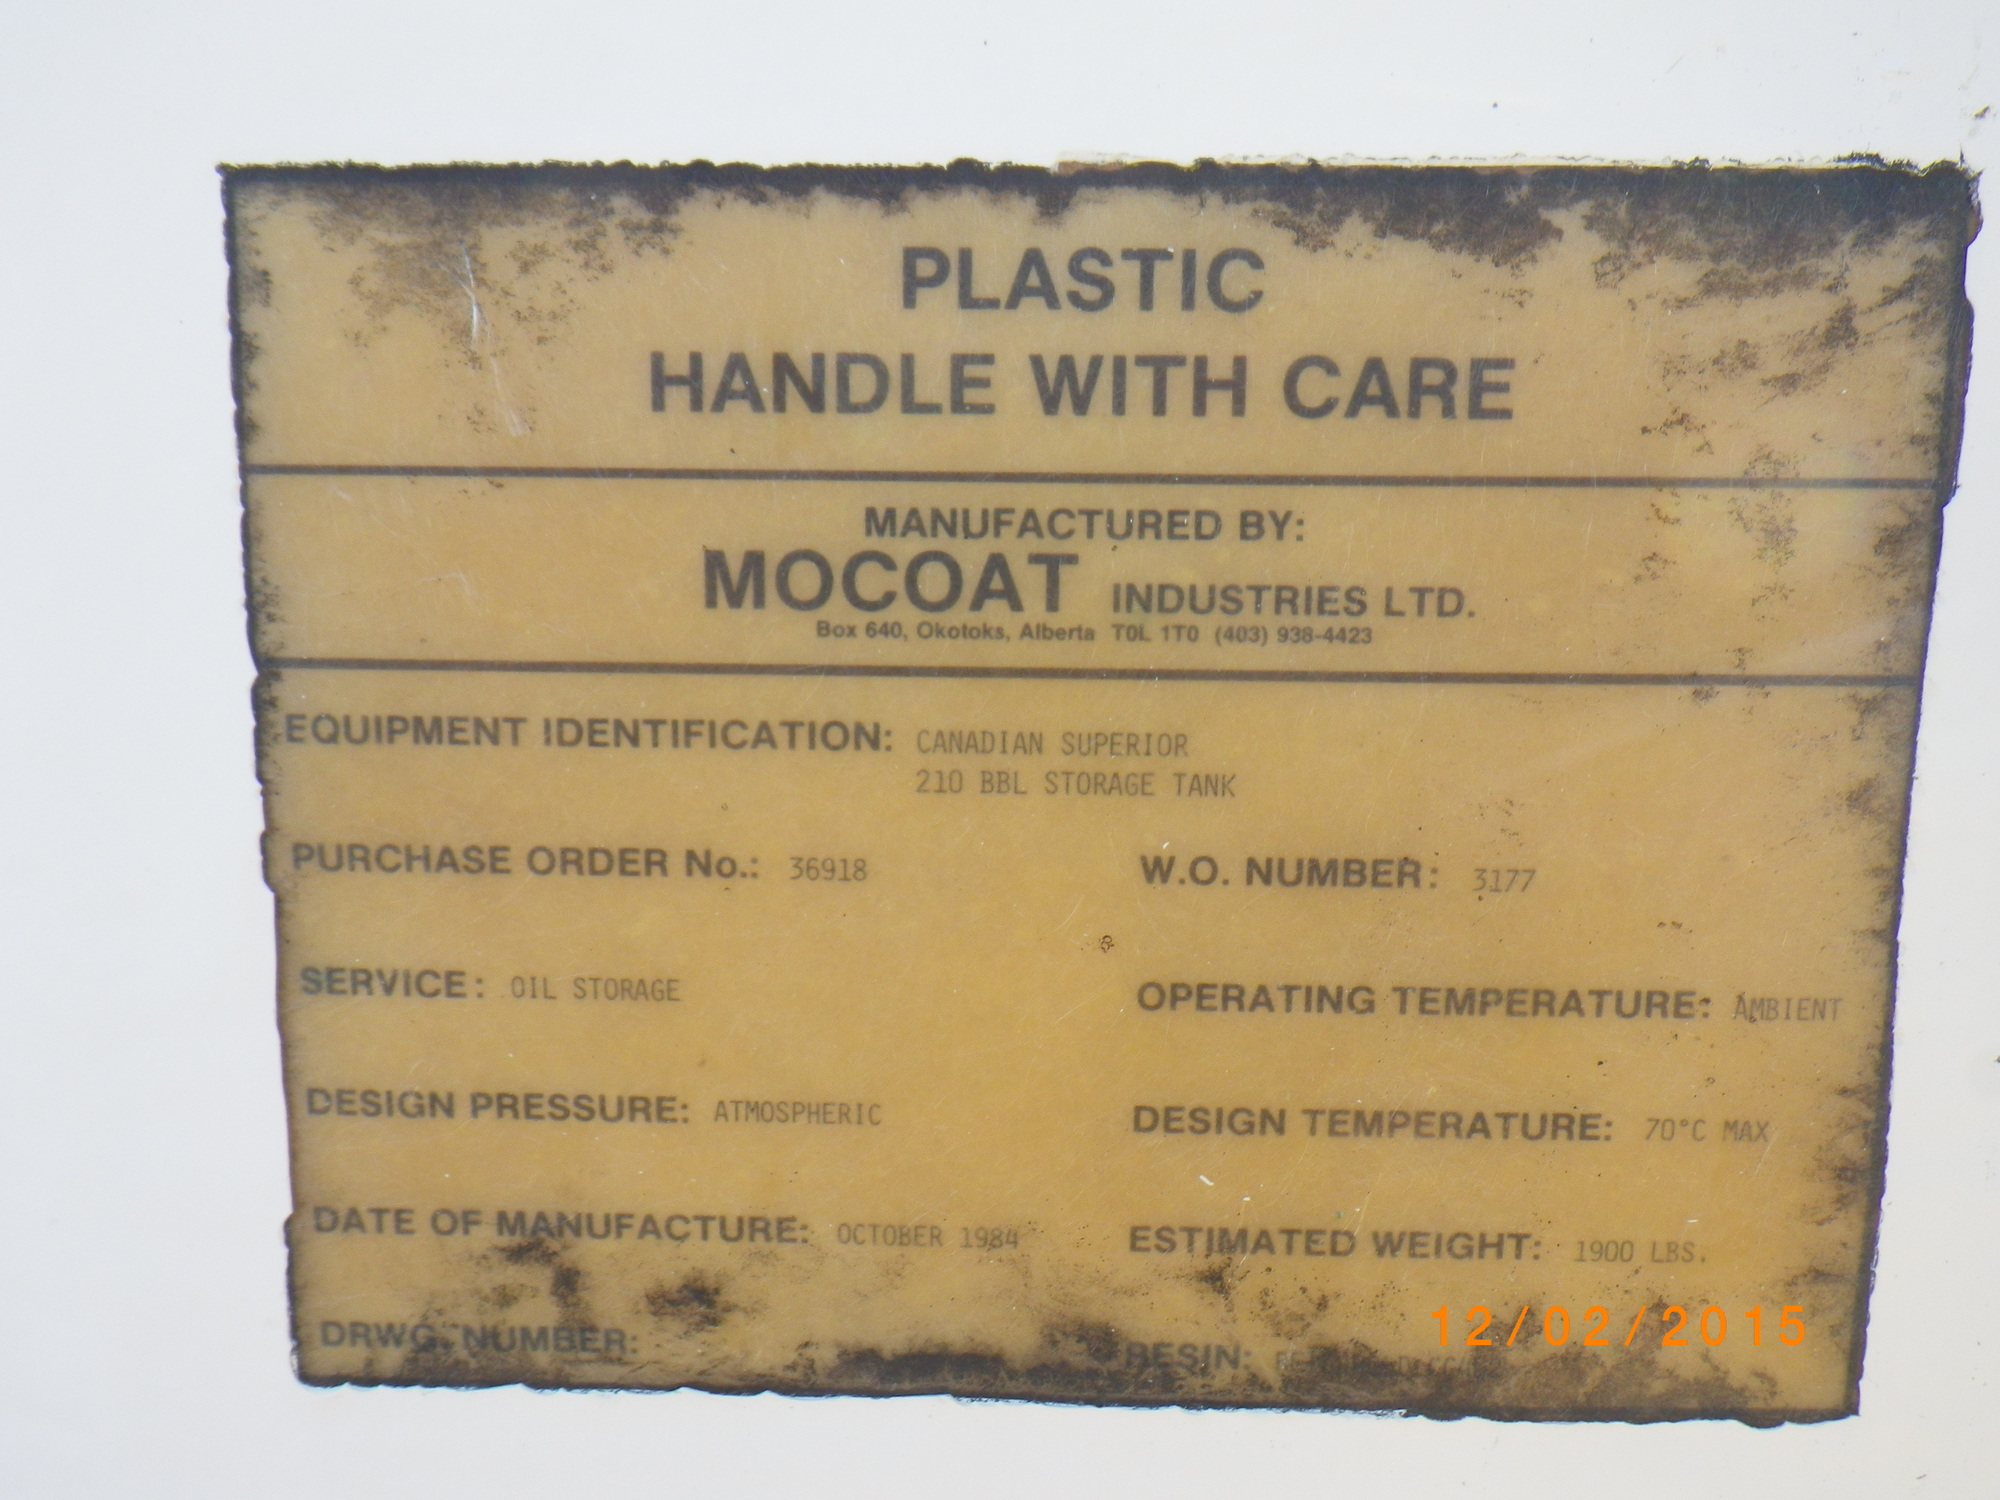 PLASTIC
HANDLE WITH CARE
MANUFACTURED BY:
MOCOAT INDUSTRIES LTD.
Box 640, Okotoks, Alberta T0L 1T0 (403) 938-4423
EQUIPMENT IDENTIFICATION: CANADIAN SUPERIOR
210 BBL STORAGE TANK
PURCHASE ORDER No.: 36918 W.O. NUMBER: 3177
SERVICE: OIL STORAGE OPERATING TEMPERATURE: AMBIENT
DESIGN PRESSURE: ATMOSPHERIC DESIGN TEMPERATURE: 70°C MAX
DATE OF MANUFACTURE: OCTOBER 1984 ESTIMATED WEIGHT: 1900 LBS.
DRWG. NUMBER: RESIN:
12/02/2015